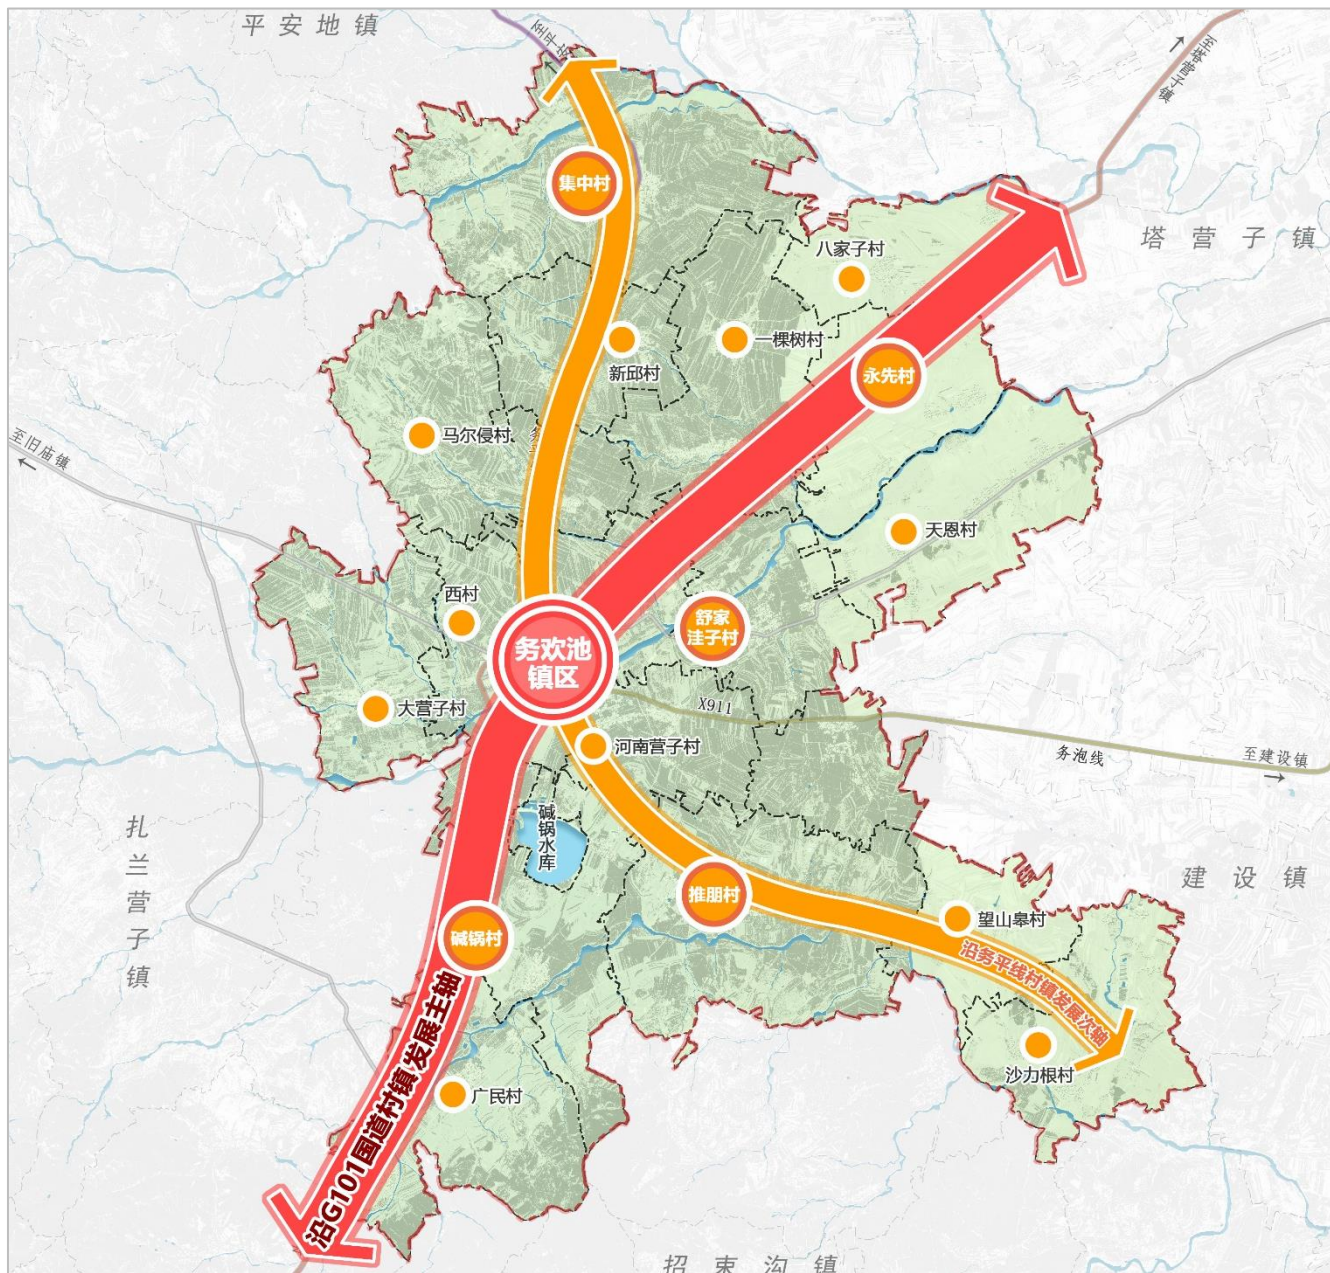 平安地镇
至塔营子镇
集中村
塔营子镇
八家子村
一棵树村
新邱村
永先村
马尔侵村
至旧庙镇
天恩村
西村
舒家
洼子村
务欢池
镇区
大营子村
X911
河南营子村
务泡线
至建设镇
碱锅水库
扎兰营子镇
建设镇
推朋村
望山皋村
碱锅村
沿务平线村镇发展次轴
沙力根村
广民村
沿G101国道村镇发展主轴
招束沟镇